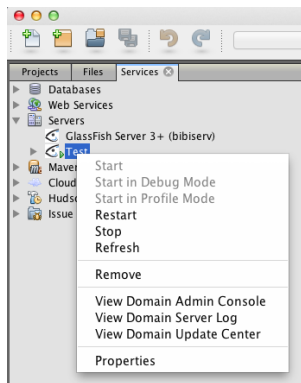 Projects Files Services
Databases
Web Services
Servers
GlassFish Server 3+ (bibiserv)
Test
Maven
Cloud
Hudso
Issue
Start
Start in Debug Mode
Start in Profile Mode
Restart
Stop
Refresh
Remove
View Domain Admin Console
View Domain Server Log
View Domain Update Center
Properties